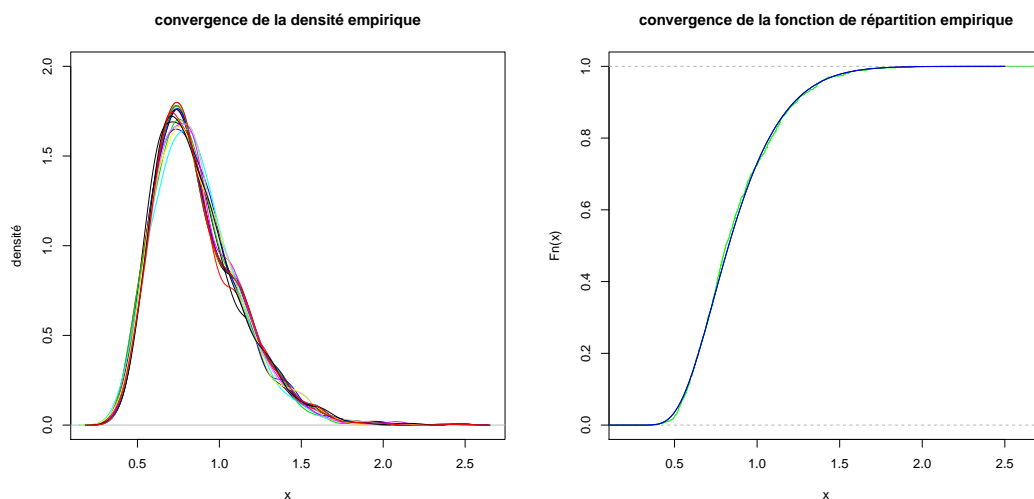 convergence de la densité empirique
densité
2.0
1.5
1.0
0.5
0.0
0.5 1.0 1.5 2.0 2.5
x
convergence de la fonction de répartition empirique
Fn(x)
1.0
0.8
0.6
0.4
0.2
0.0
0.5 1.0 1.5 2.0 2.5
x